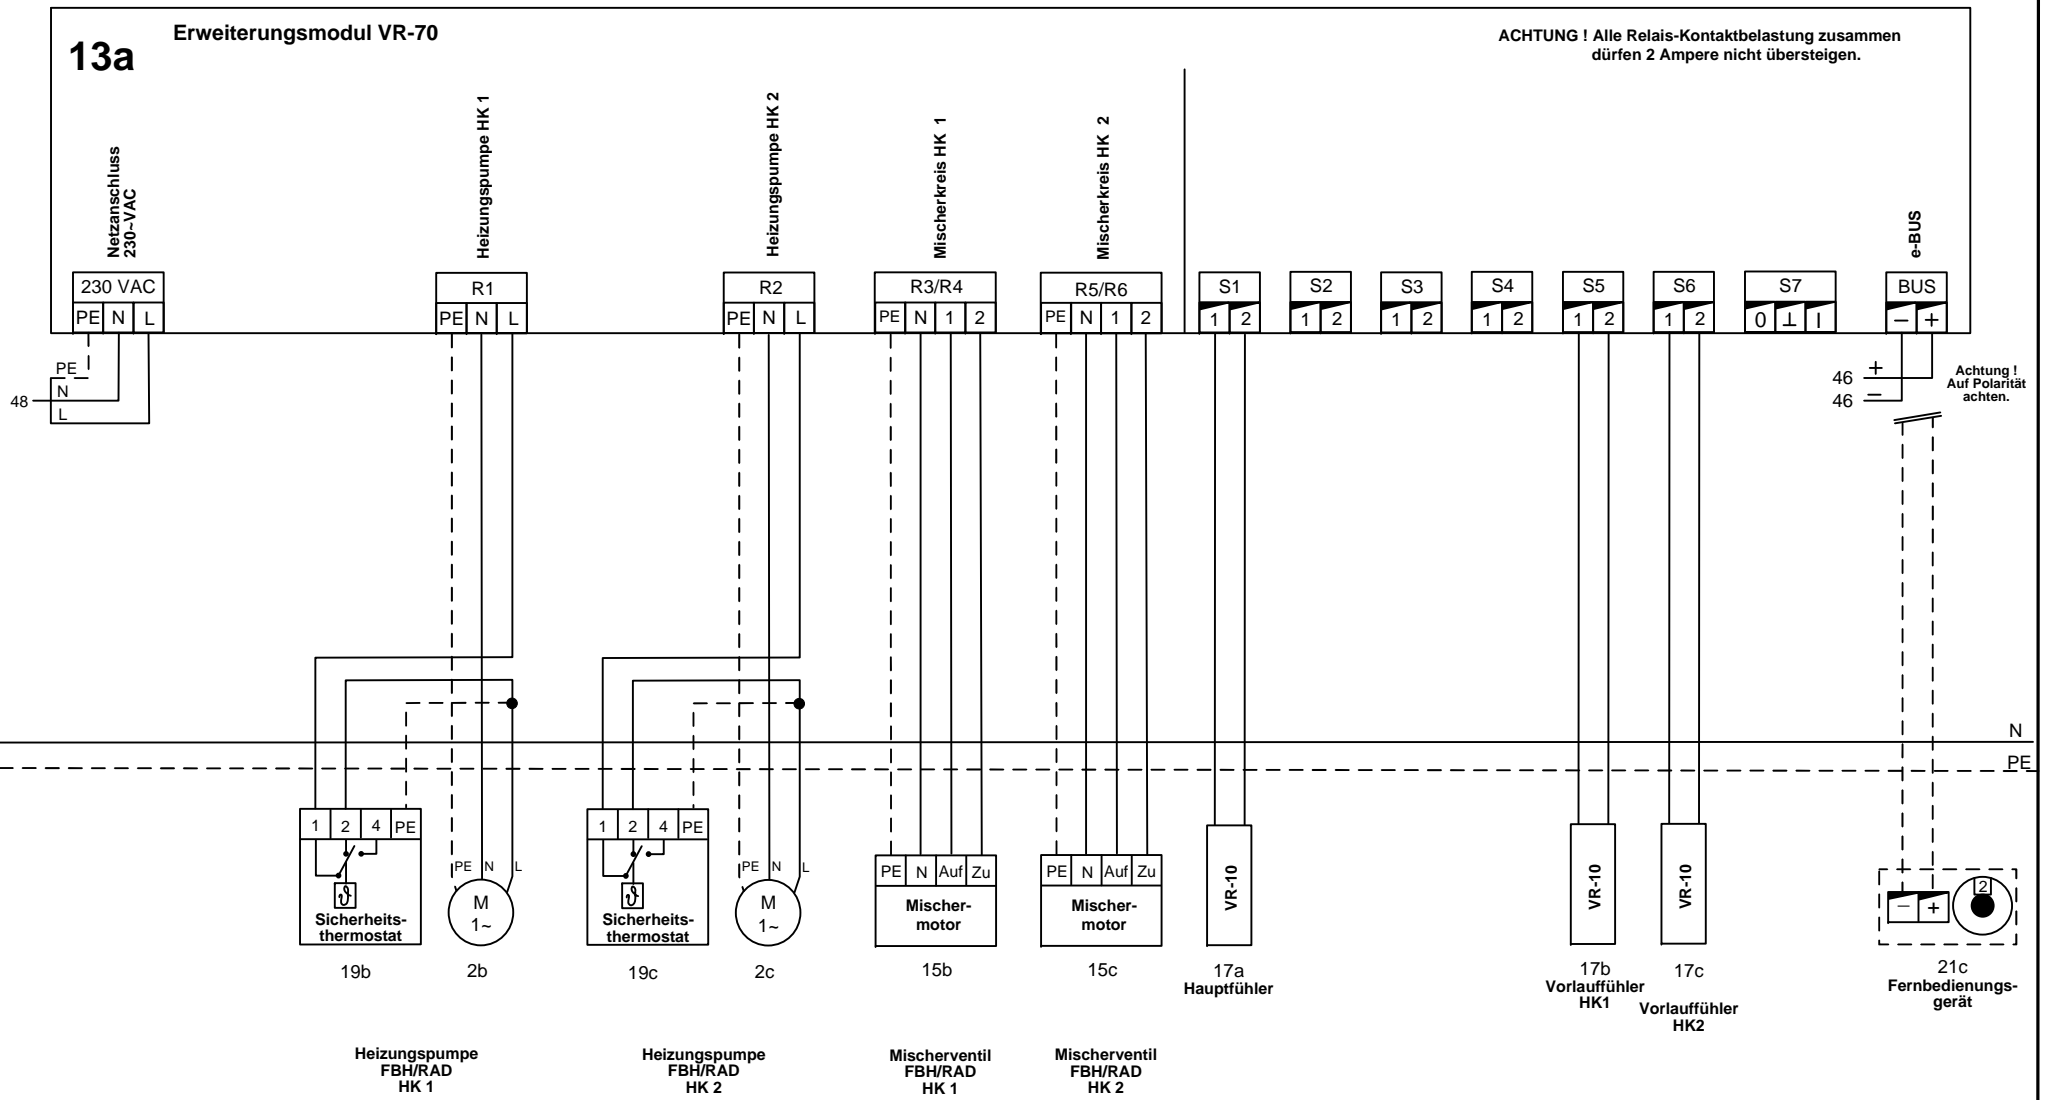 Erweiterungsmodul VR-70
13a
ACHTUNG ! Alle Relais-Kontaktbelastung zusammen
dürfen 2 Ampere nicht übersteigen.
Netzanschluss
230~VAC
Heizungspumpe HK 1
Heizungspumpe HK 2
Mischerkreis HK 1
Mischerkreis HK 2
e-BUS
230 VAC
R1
R2
R3/R4
R5/R6
S1
S2
S3
S4
S5
S6
S7
BUS
PE N L
PE N L
PE N L
PE N 1 2
PE N 1 2
1 2
1 2
1 2
1 2
1 2
1 2
0 ⊥ I
− +
PE
N
48
L
46 +
46 −
Achtung !
Auf Polarität
achten.
N
PE
1 2 4 PE
Sicherheits-
thermostat
19b
PE N L
M
1~
2b
1 2 4 PE
Sicherheits-
thermostat
19c
PE N L
M
1~
2c
PE N Auf Zu
Mischer-
motor
15b
PE N Auf Zu
Mischer-
motor
15c
VR-10
17a
Hauptfühler
VR-10
17b
Vorlauffühler
HK1
VR-10
17c
Vorlauffühler
HK2
− +
2
21c
Fernbedienungs-
gerät
ϑ
ϑ
Heizungspumpe
FBH/RAD
HK 1
Heizungspumpe
FBH/RAD
HK 2
Mischerventil
FBH/RAD
HK 1
Mischerventil
FBH/RAD
HK 2